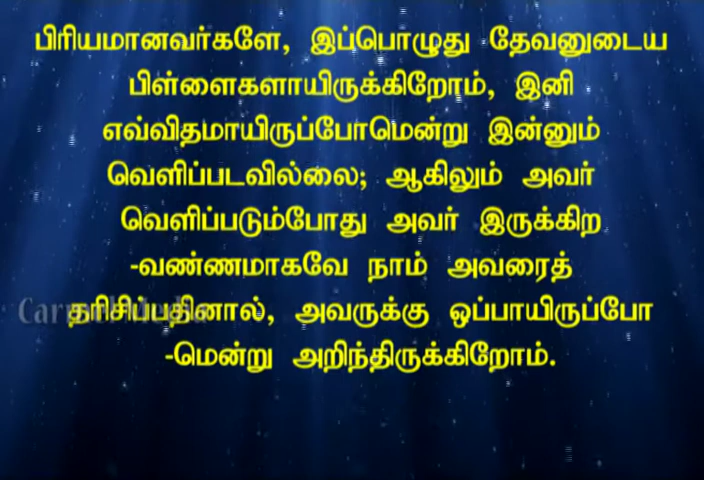 பிரியமானவர்களே, இப்பொழுது தேவனுடைய
பிள்ளைகளாயிருக்கிறோம், இனி
எவ்விதமாயிருப்போமென்று இன்னும்
வெளிப்படவில்லை; ஆகிலும் அவர்
வெளிப்படும்போது அவர் இருக்கிற
-வண்ணமாகவே நாம் அவரைத்
தரிசிப்பதினால், அவருக்கு ஒப்பாயிருப்போ
-மென்று அறிந்திருக்கிறோம்.